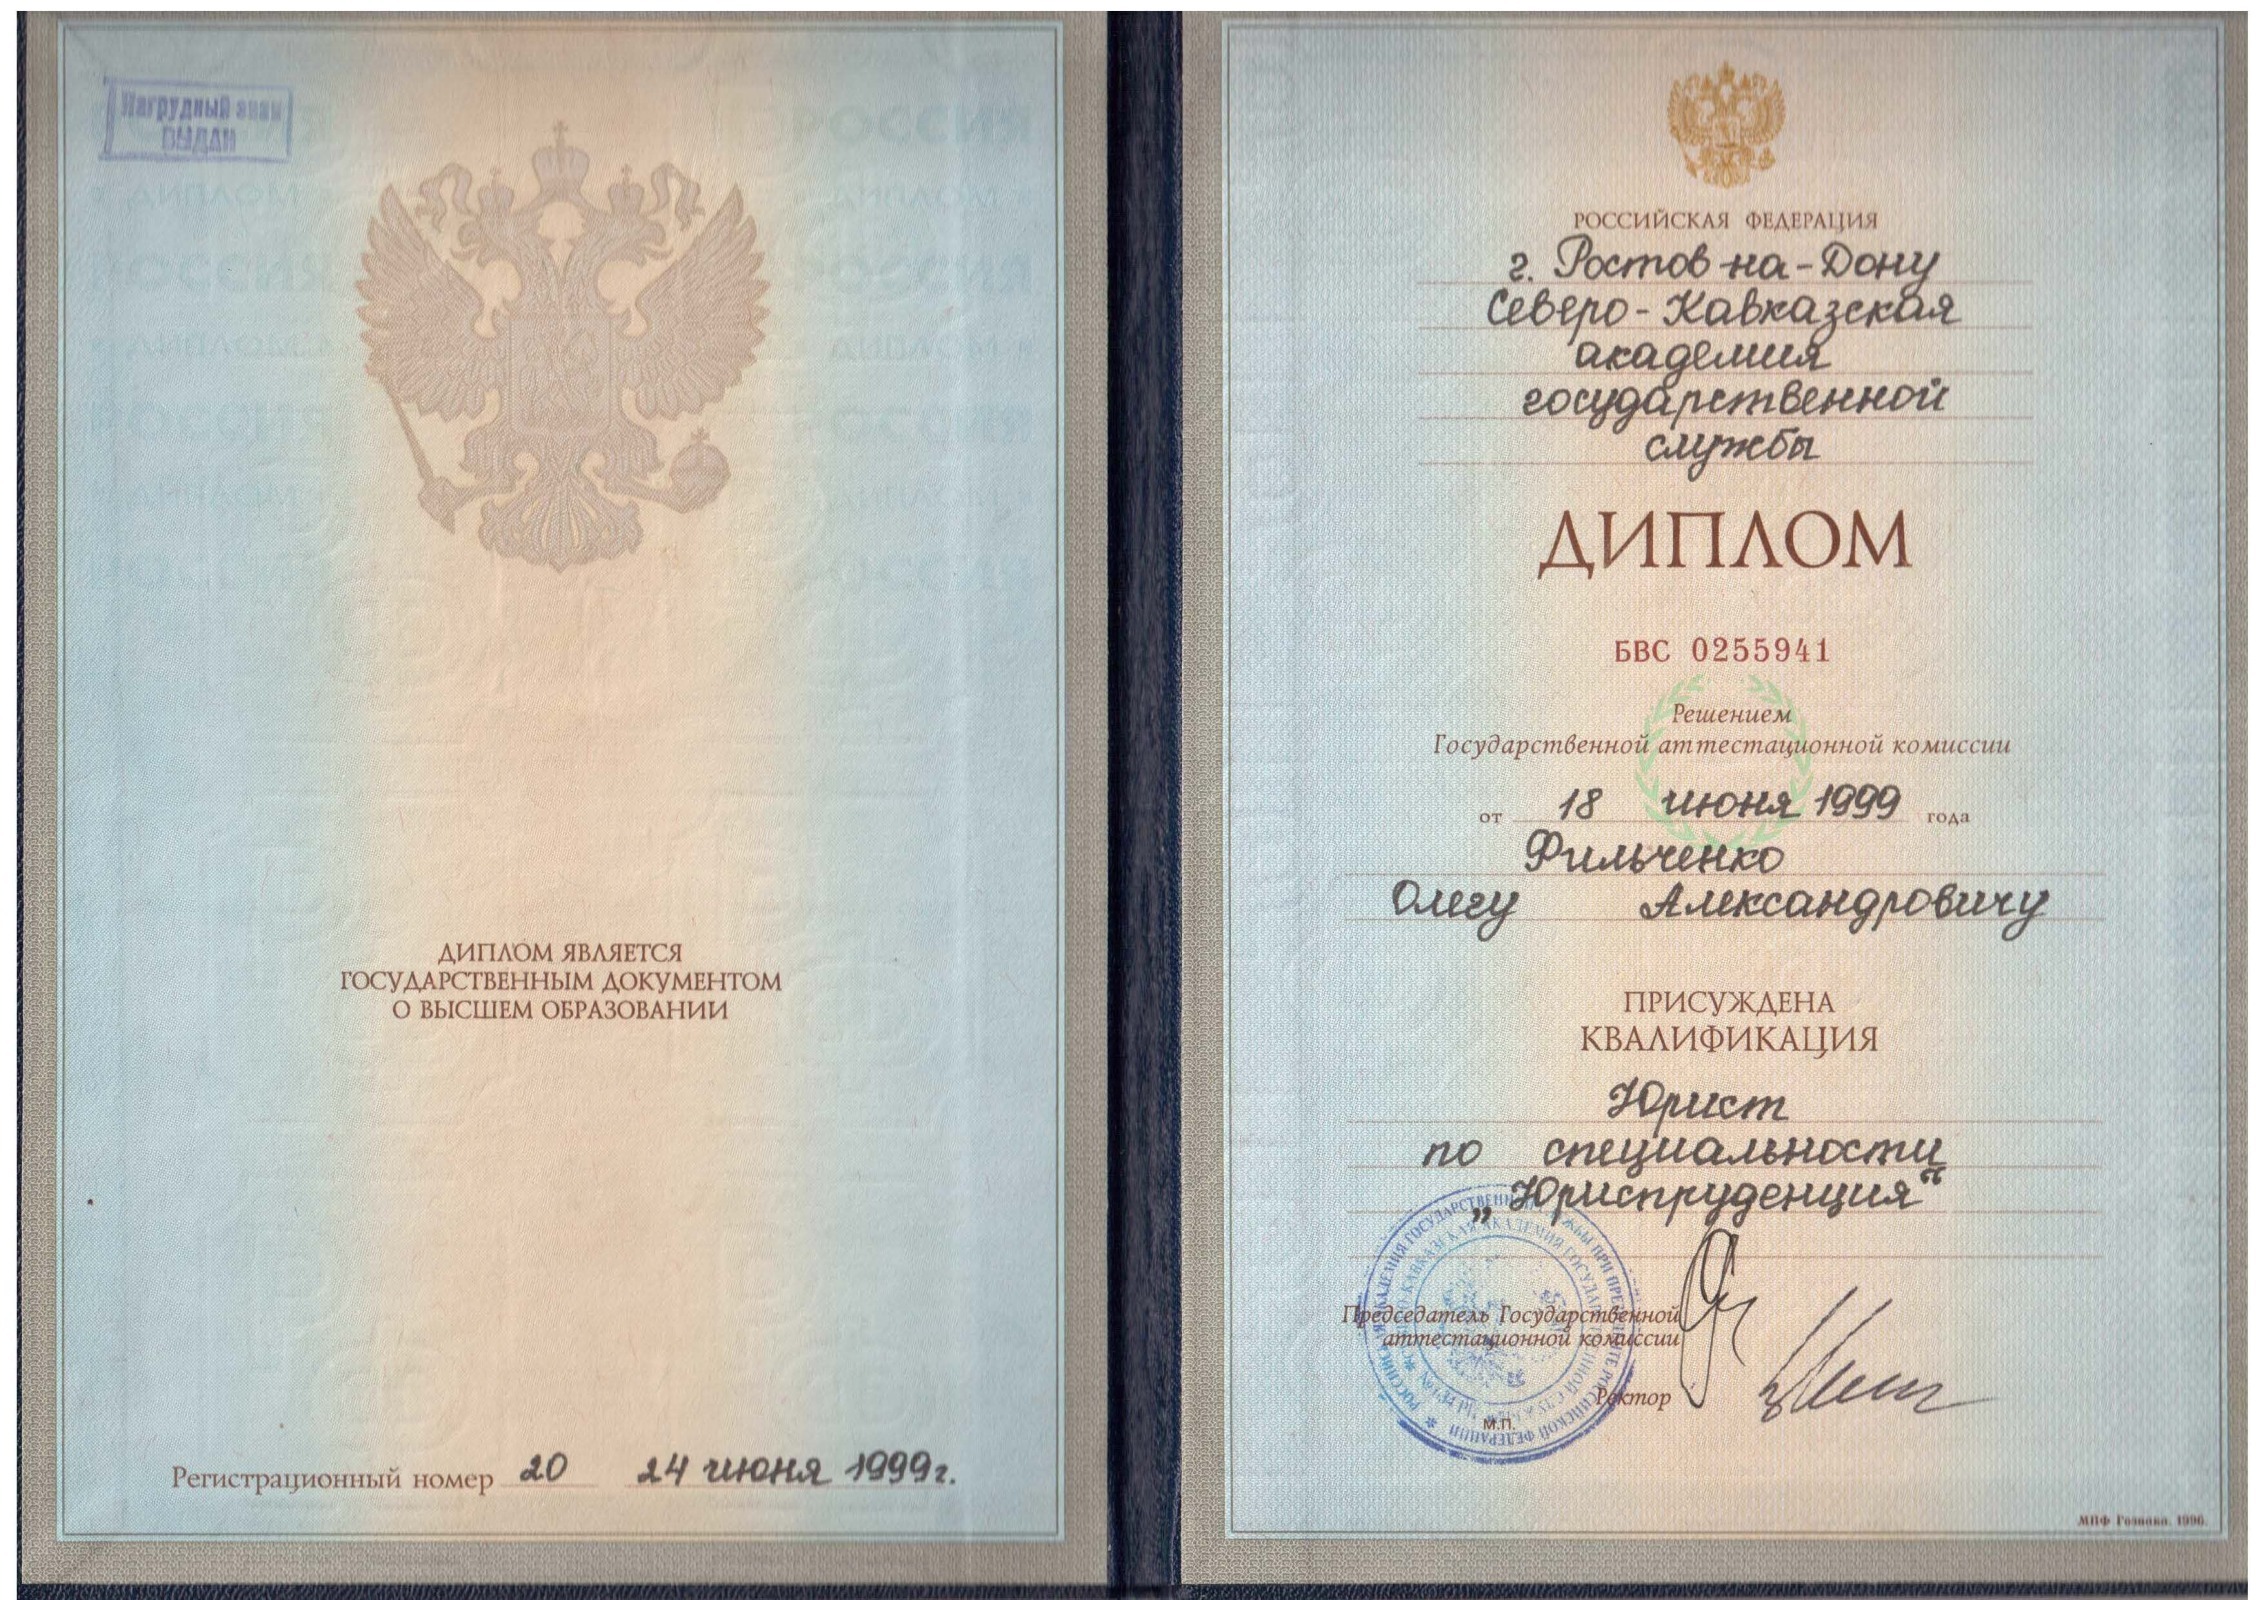 Нагрудный знак
ВЫДАН
ДИПЛОМ ЯВЛЯЕТСЯ
ГОСУДАРСТВЕННЫМ ДОКУМЕНТОМ
О ВЫСШЕМ ОБРАЗОВАНИИ
Регистрационный номер 20 24 июня 1999г.
РОССИЙСКАЯ ФЕДЕРАЦИЯ
г. Ростов-на-Дону
Северо-Кавказская
академия
государственной
службы
ДИПЛОМ
БВС 0255941
Решением
Государственной аттестационной комиссии
от 18 июня 1999 года
Фильченко
Олегу Александровичу
ПРИСУЖДЕНА
КВАЛИФИКАЦИЯ
Юрист
по специальности
„Юриспруденция“
Председатель Государственной
аттестационной комиссии
Ректор
М.П.
МПФ Гознака. 1996.